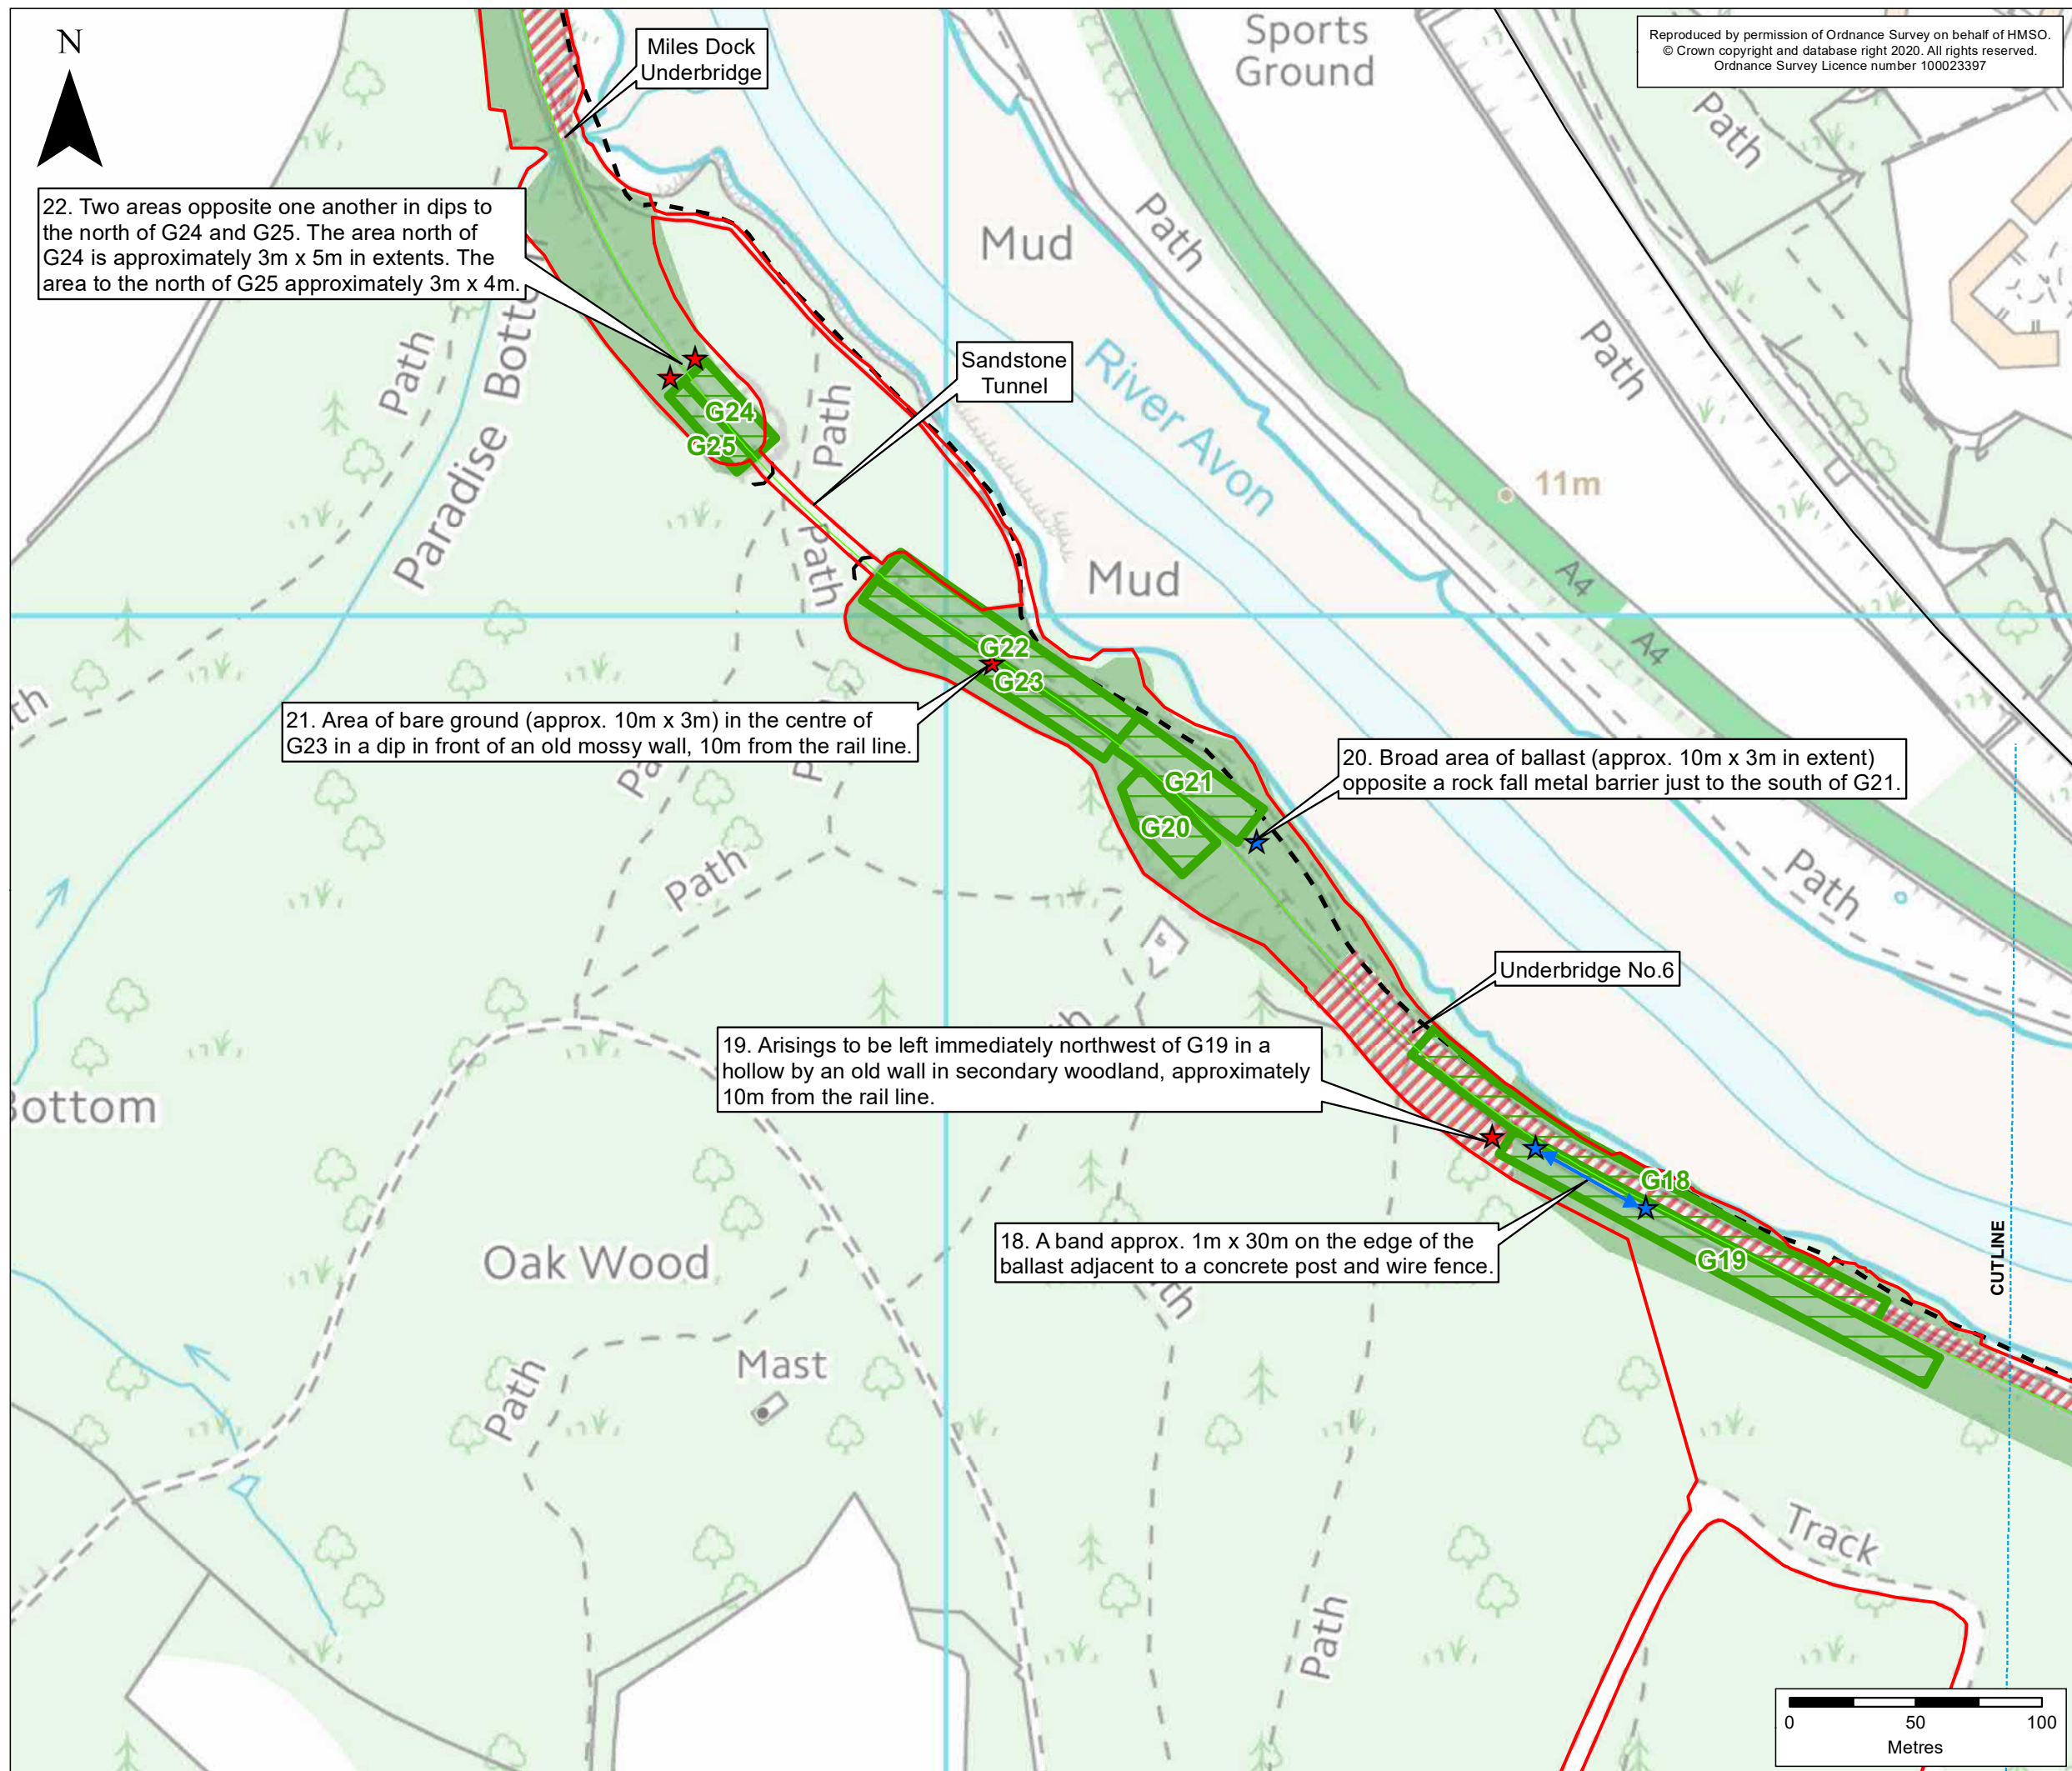 N
Miles Dock
Underbridge
Sports
Ground
Reproduced by permission of Ordnance Survey on behalf of HMSO.
© Crown copyright and database right 2020. All rights reserved.
Ordnance Survey Licence number 100023397
Path
22. Two areas opposite one another in dips to
the north of G24 and G25. The area north of
G24 is approximately 3m x 5m in extents. The
area to the north of G25 approximately 3m x 4m.
Mud
Path
Path
Path
Paradise Botto
Sandstone
Tunnel
River Avon
11m
G24
G25
Path
Path
Mud
A4
A4
G22
G23
th
21. Area of bare ground (approx. 10m x 3m) in the centre of
G23 in a dip in front of an old mossy wall, 10m from the rail line.
Pa
P
G21
G20
20. Broad area of ballast (approx. 10m x 3m in extent)
opposite a rock fall metal barrier just to the south of G21.
Path
Path
Underbridge No.6
th
19. Arisings to be left immediately northwest of G19 in a
hollow by an old wall in secondary woodland, approximately
10m from the rail line.
Bottom
G18
G19
18. A band approx. 1m x 30m on the edge of the
ballast adjacent to a concrete post and wire fence.
th
CUTLINE
Oak Wood
Mast
Path
Track
Path
0 50 100
Metres